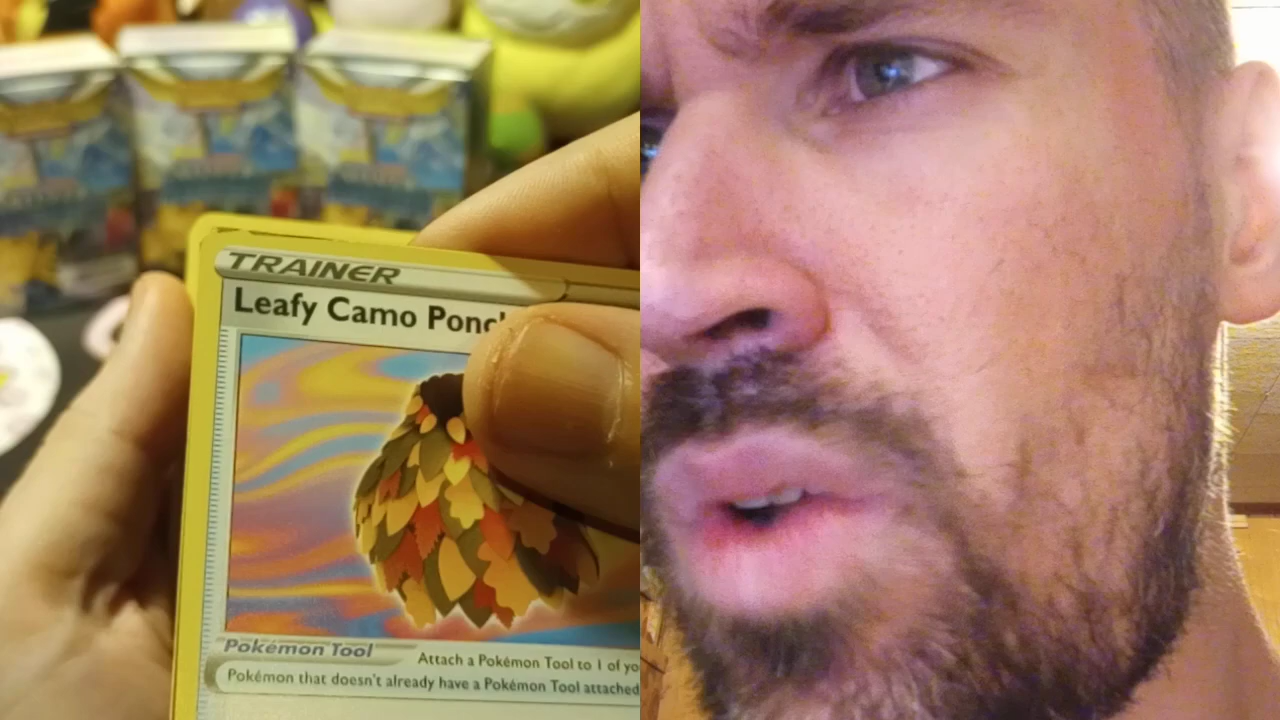 TRAINER
Leafy Camo Ponc
Pokémon Tool
Attach a Pokémon Tool to 1 of yo
Pokémon that doesn't already have a Pokémon Tool attached